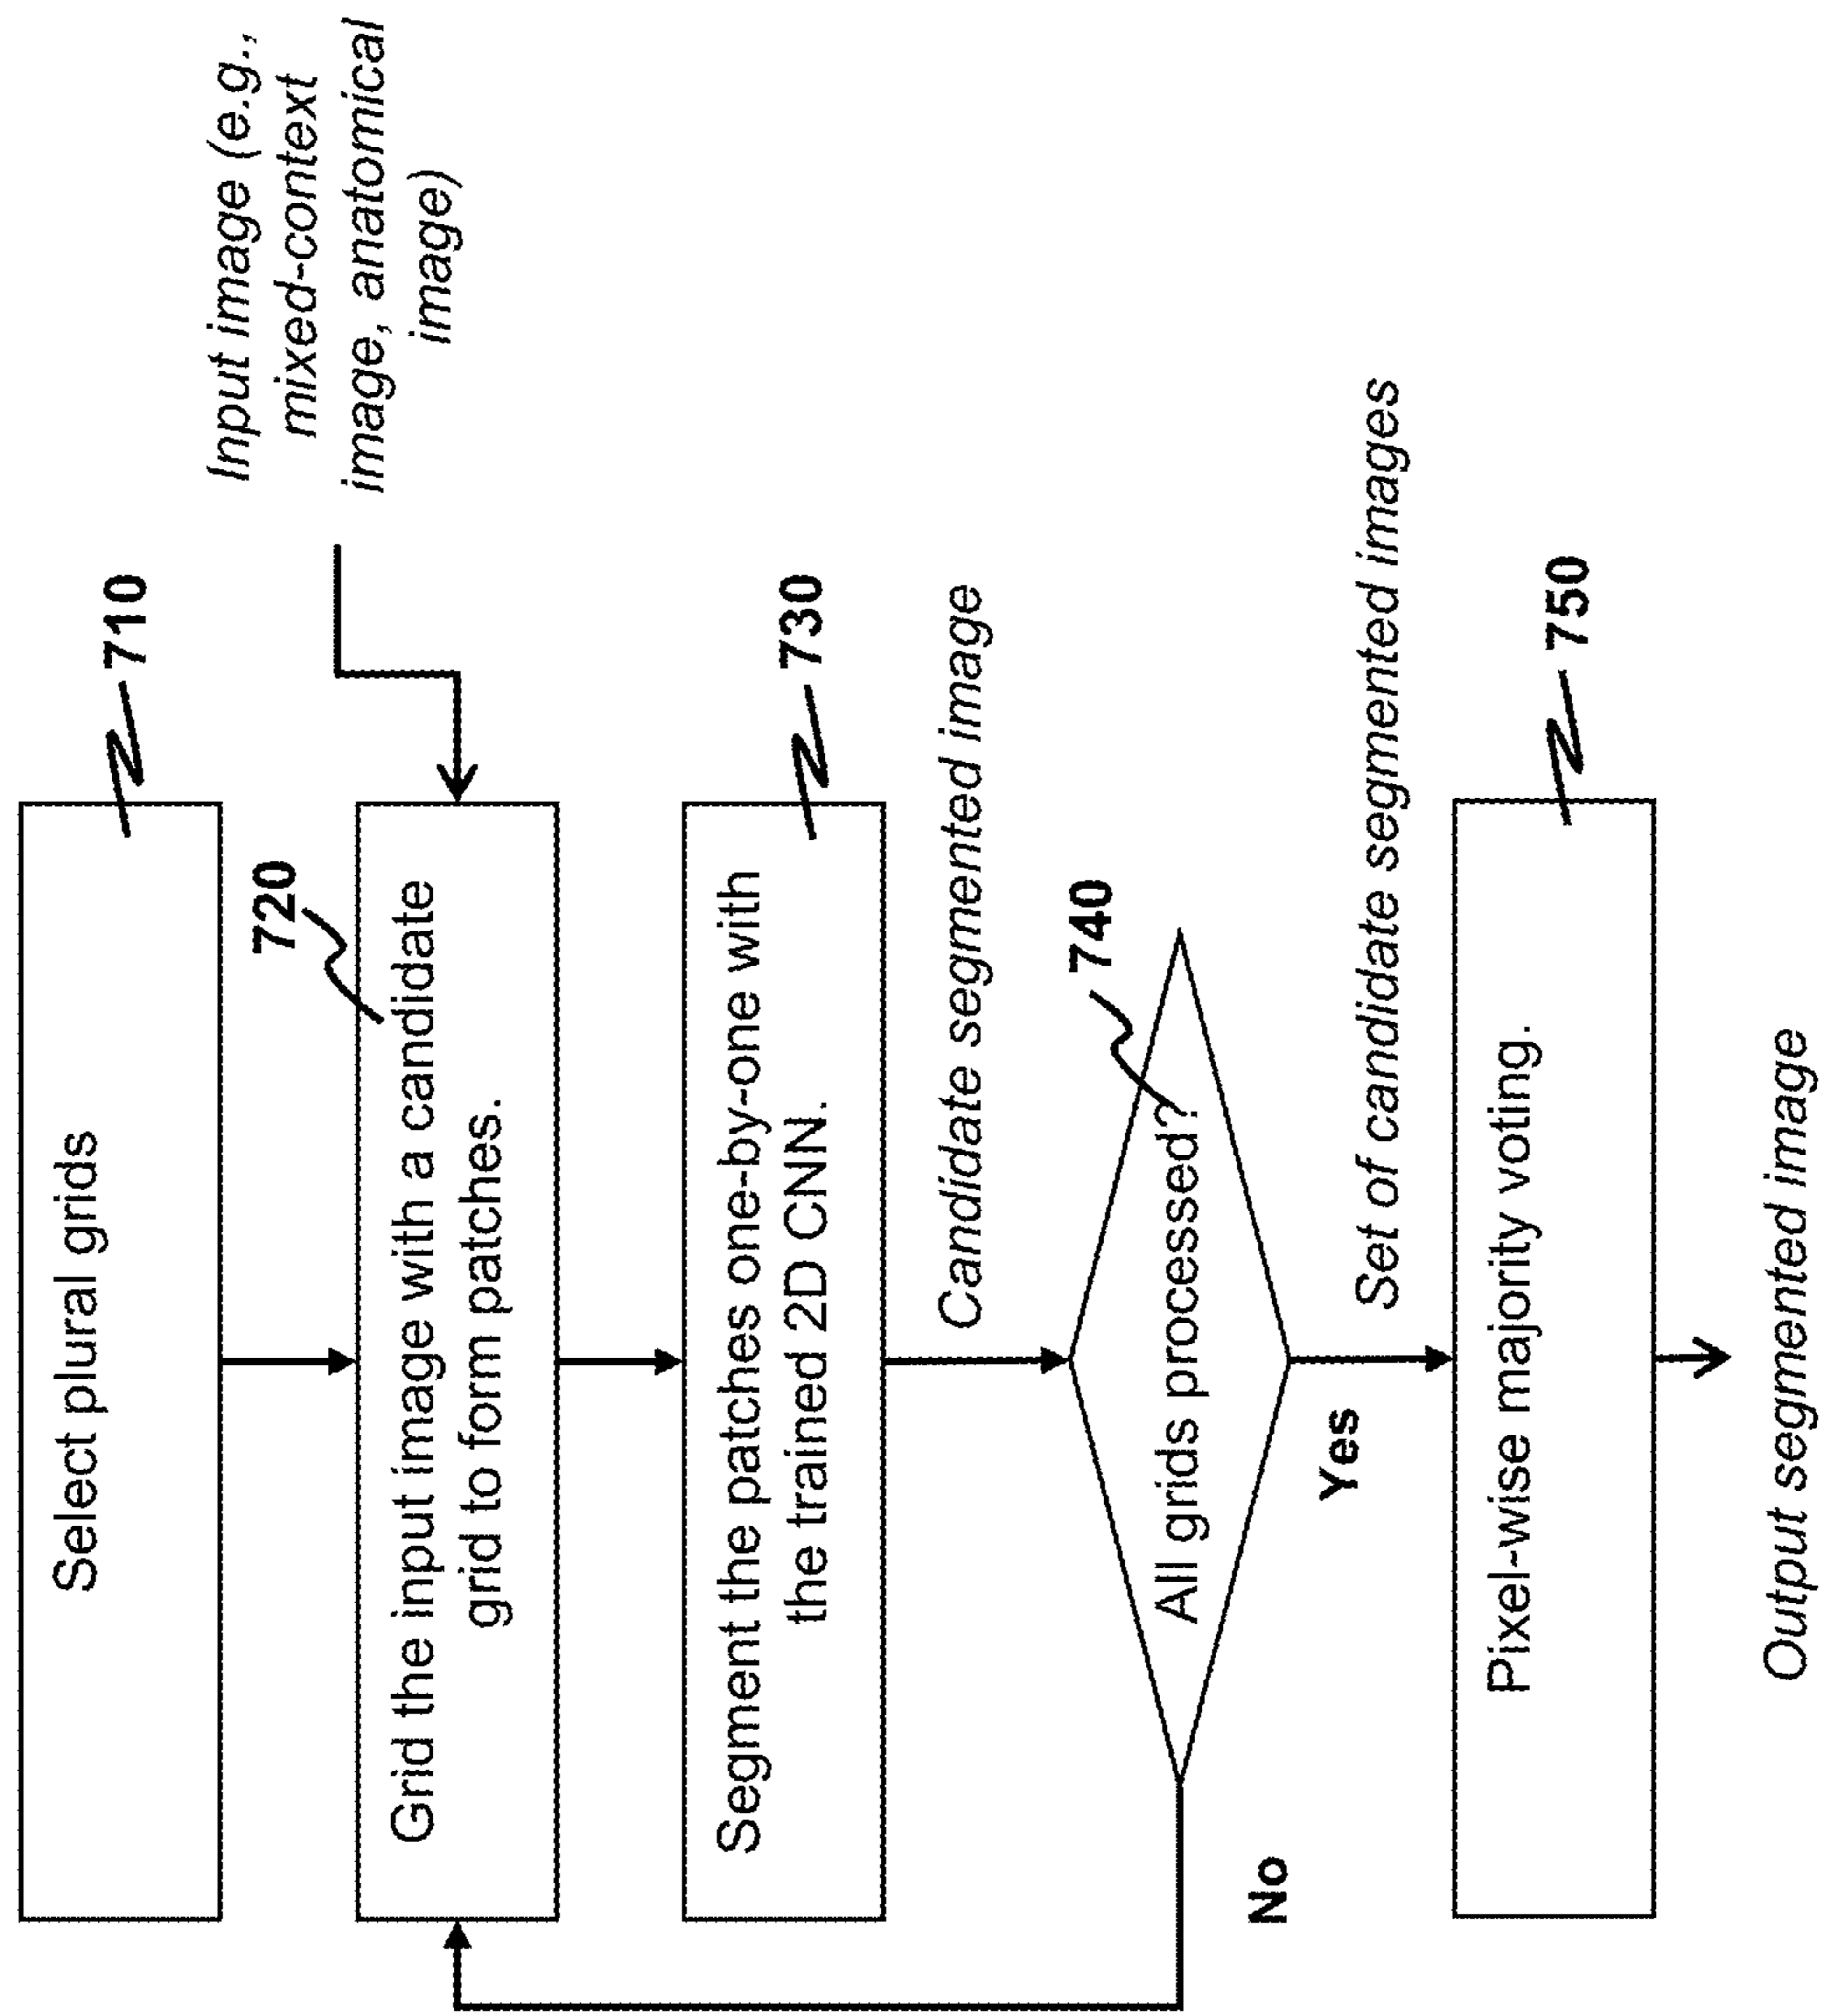 Select plural grids
710
Input image (e.g.,
mixed-context
image, anatomical
image)
720
Grid the input image with a candidate
grid to form patches.
730
Segment the patches one-by-one with
the trained 2D CNN.
Candidate segmented image
740
All grids processed?
No
Yes
Set of candidate segmented images
750
Pixel-wise majority voting.
Output segmented image